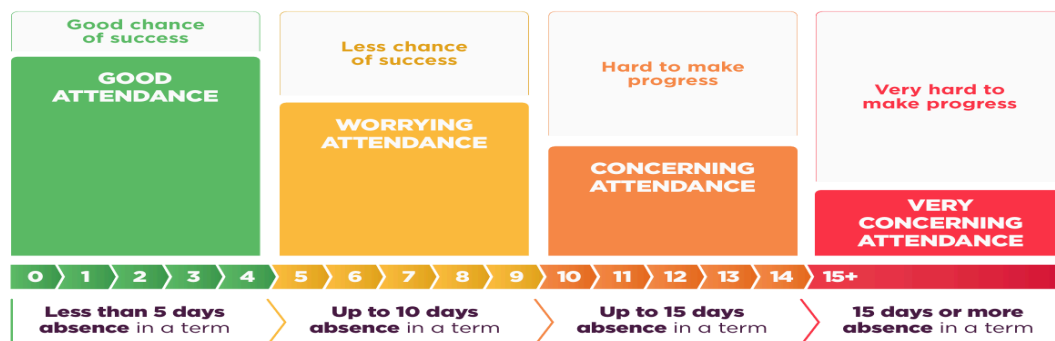 Good chance
of success
GOOD
ATTENDANCE
Less chance
of success
WORRYING
ATTENDANCE
Hard to make
progress
CONCERNING
ATTENDANCE
Very hard to
make progress
VERY
CONCERNING
ATTENDANCE
0 1 2 3 4 5 6 7 8 9 10 11 12 13 14 15+
Less than 5 days
absence in a term
Up to 10 days
absence in a term
Up to 15 days
absence in a term
15 days or more
absence in a term